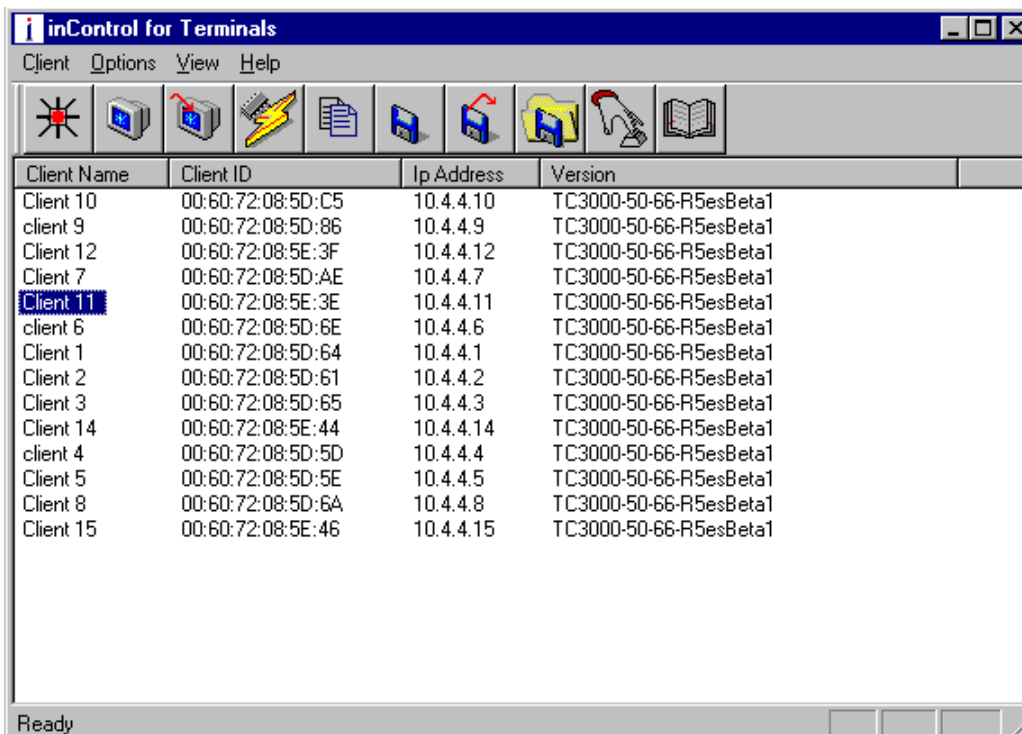 inControl for Terminals
Client Options View Help
Client Name Client ID Ip Address Version
Client 10 00:60:72:08:5D:C5 10.4.4.10 TC3000-50-66-R5esBeta1
client 9 00:60:72:08:5D:86 10.4.4.9 TC3000-50-66-R5esBeta1
Client 12 00:60:72:08:5E:3F 10.4.4.12 TC3000-50-66-R5esBeta1
Client 7 00:60:72:08:5D:AE 10.4.4.7 TC3000-50-66-R5esBeta1
Client 11 00:60:72:08:5E:3E 10.4.4.11 TC3000-50-66-R5esBeta1
client 6 00:60:72:08:5D:6E 10.4.4.6 TC3000-50-66-R5esBeta1
Client 1 00:60:72:08:5D:64 10.4.4.1 TC3000-50-66-R5esBeta1
Client 2 00:60:72:08:5D:61 10.4.4.2 TC3000-50-66-R5esBeta1
Client 3 00:60:72:08:5D:65 10.4.4.3 TC3000-50-66-R5esBeta1
Client 14 00:60:72:08:5E:44 10.4.4.14 TC3000-50-66-R5esBeta1
client 4 00:60:72:08:5D:5D 10.4.4.4 TC3000-50-66-R5esBeta1
Client 5 00:60:72:08:5D:5E 10.4.4.5 TC3000-50-66-R5esBeta1
Client 8 00:60:72:08:5D:6A 10.4.4.8 TC3000-50-66-R5esBeta1
Client 15 00:60:72:08:5E:46 10.4.4.15 TC3000-50-66-R5esBeta1
Ready